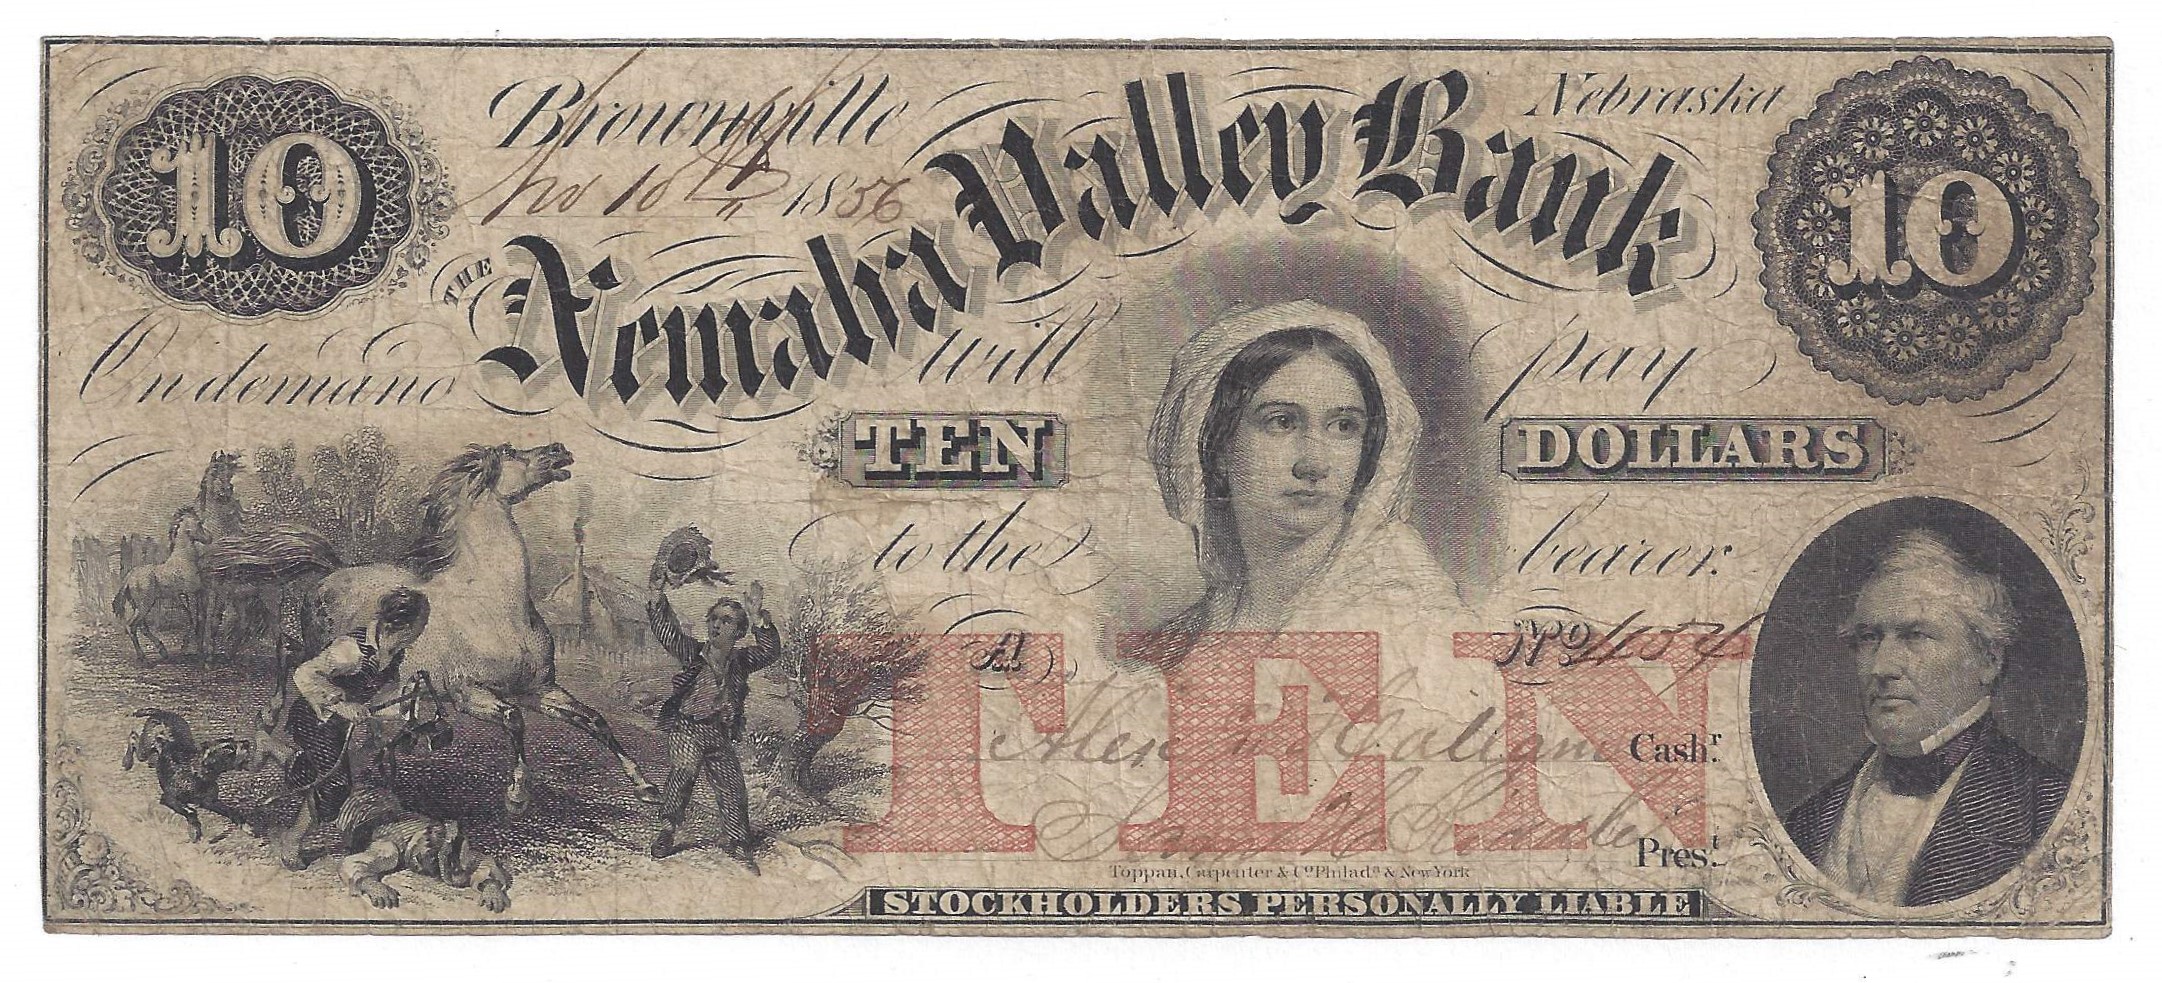 10 Brownville Nebraska 10
10th 1856
THE Nemaha Valley Bank
On demand will pay
TEN DOLLARS
to the bearer.
A No
TEN
Cashr.
Prest.
Toppan, Carpenter & Co. Philada. & New York
STOCKHOLDERS PERSONALLY LIABLE